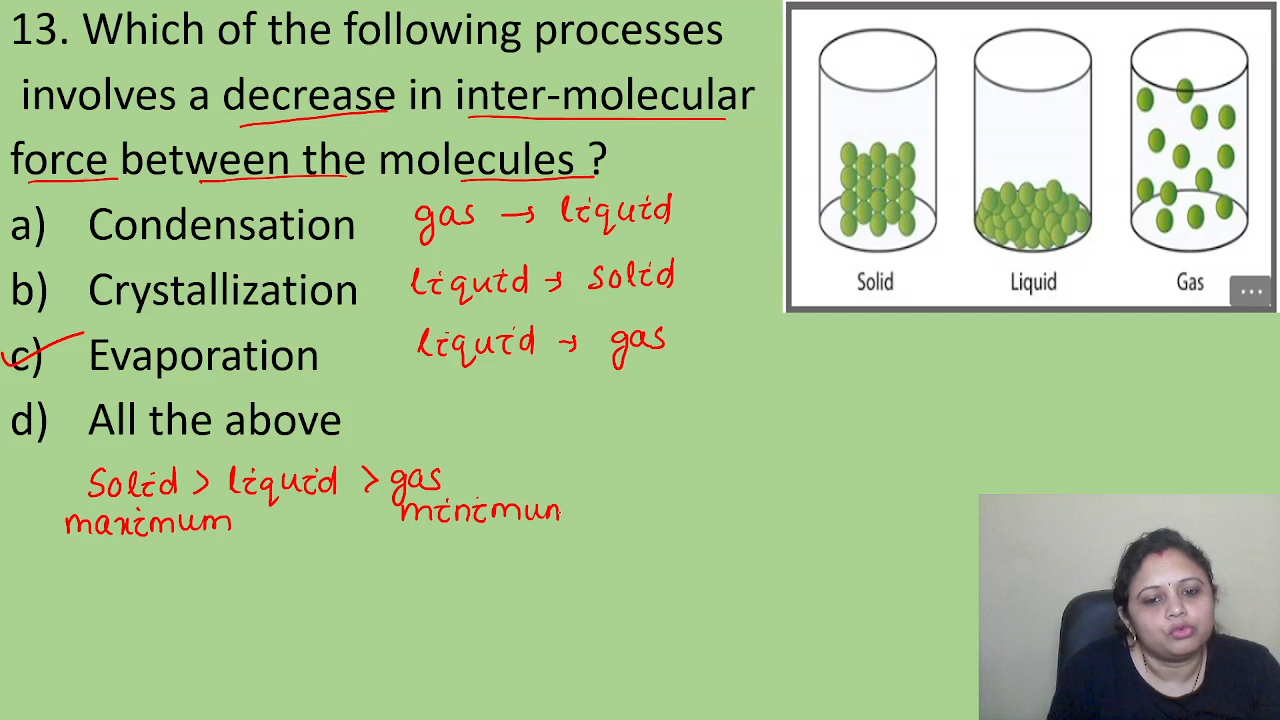 13. Which of the following processes
involves a decrease in inter-molecular
force between the molecules ?
a) Condensation gas → liquid
b) Crystallization liquid → solid
c) Evaporation liquid → gas
d) All the above
Solid > liquid > gas
maximum minimun
Solid Liquid Gas